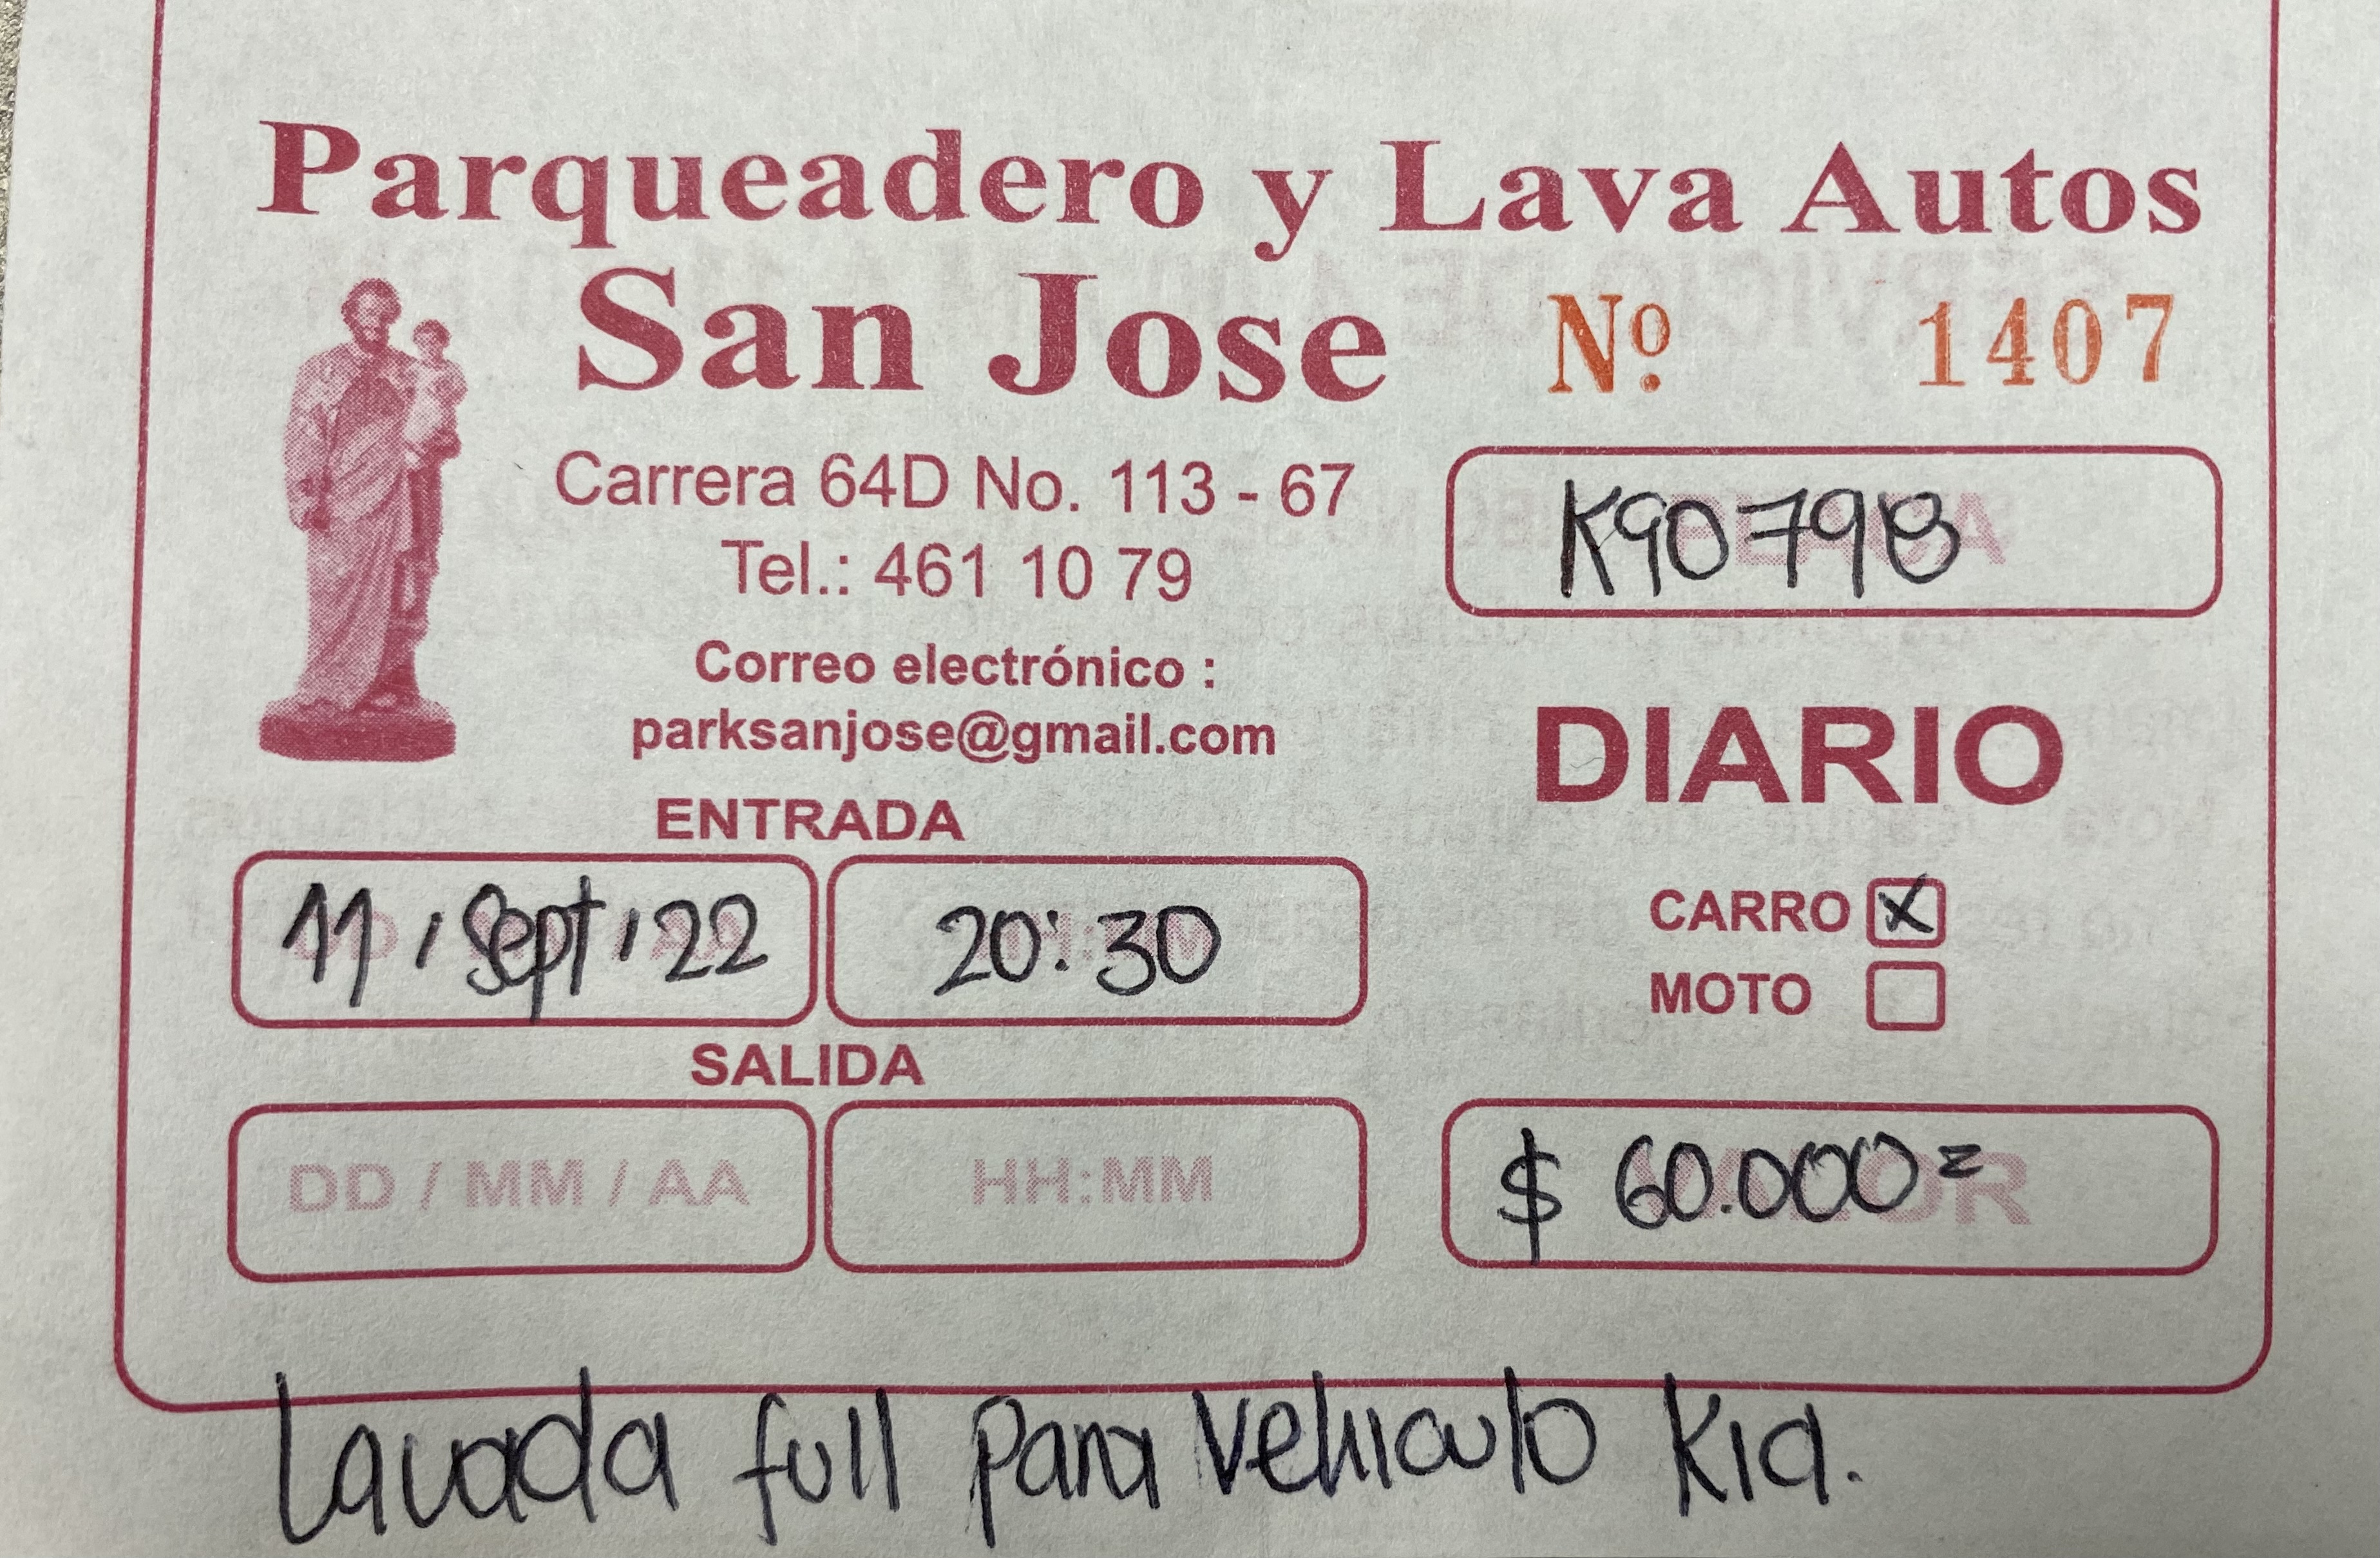 Parqueadero y Lava Autos
San Jose
Nº. 1407
Carrera 64D No. 113 - 67
Tel.: 461 10 79
K90798
Correo electrónico :
parksanjose@gmail.com
DIARIO
ENTRADA
11 / Sept / 22
20:30
CARRO X
MOTO
SALIDA
DD / MM / AA
HH:MM
$ 60.000=
Lavada full para vehiculo Kia.